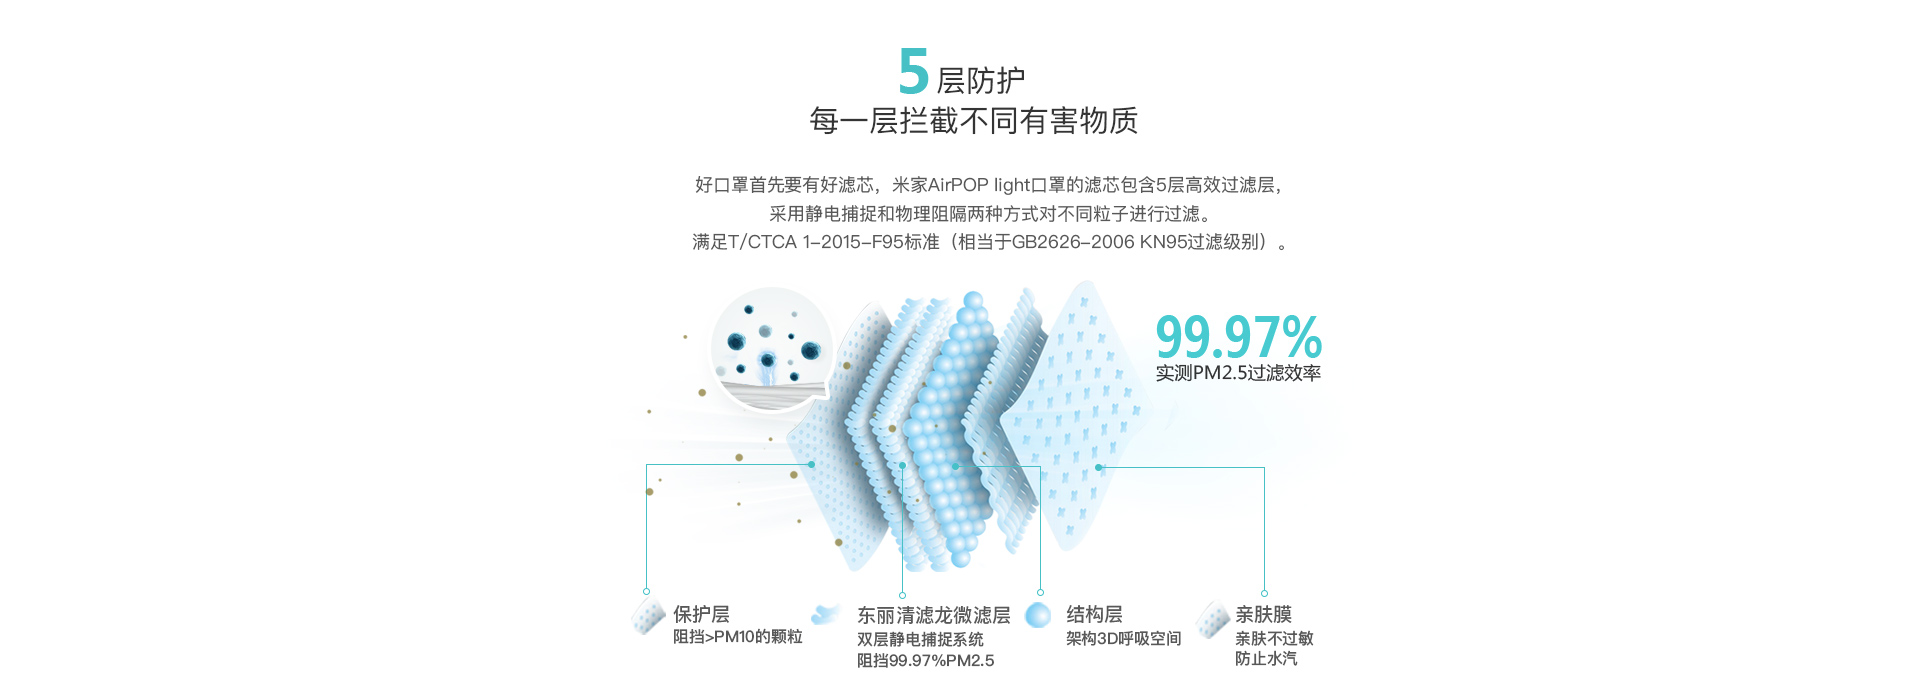 5 层防护
每一层拦截不同有害物质
好口罩首先要有好滤芯，米家AirPOP light口罩的滤芯包含5层高效过滤层，
采用静电捕捉和物理阻隔两种方式对不同粒子进行过滤。
满足T/CTCA 1-2015-F95标准（相当于GB2626-2006 KN95过滤级别）。
99.97%
实测PM2.5过滤效率
保护层
阻挡>PM10的颗粒
东丽清滤龙微滤层
双层静电捕捉系统
阻挡99.97%PM2.5
结构层
架构3D呼吸空间
亲肤膜
亲肤不过敏
防止水汽